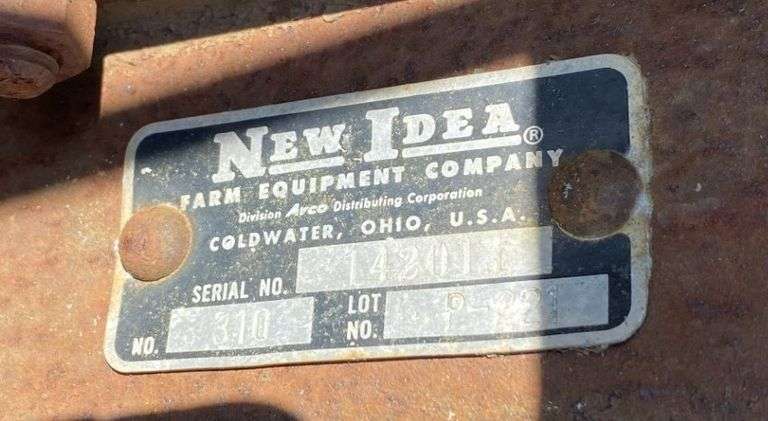 NEW IDEA®
FARM EQUIPMENT COMPANY
Division Avco Distributing Corporation
COLDWATER, OHIO, U.S.A.
SERIAL NO.
NO. 310 LOT NO.